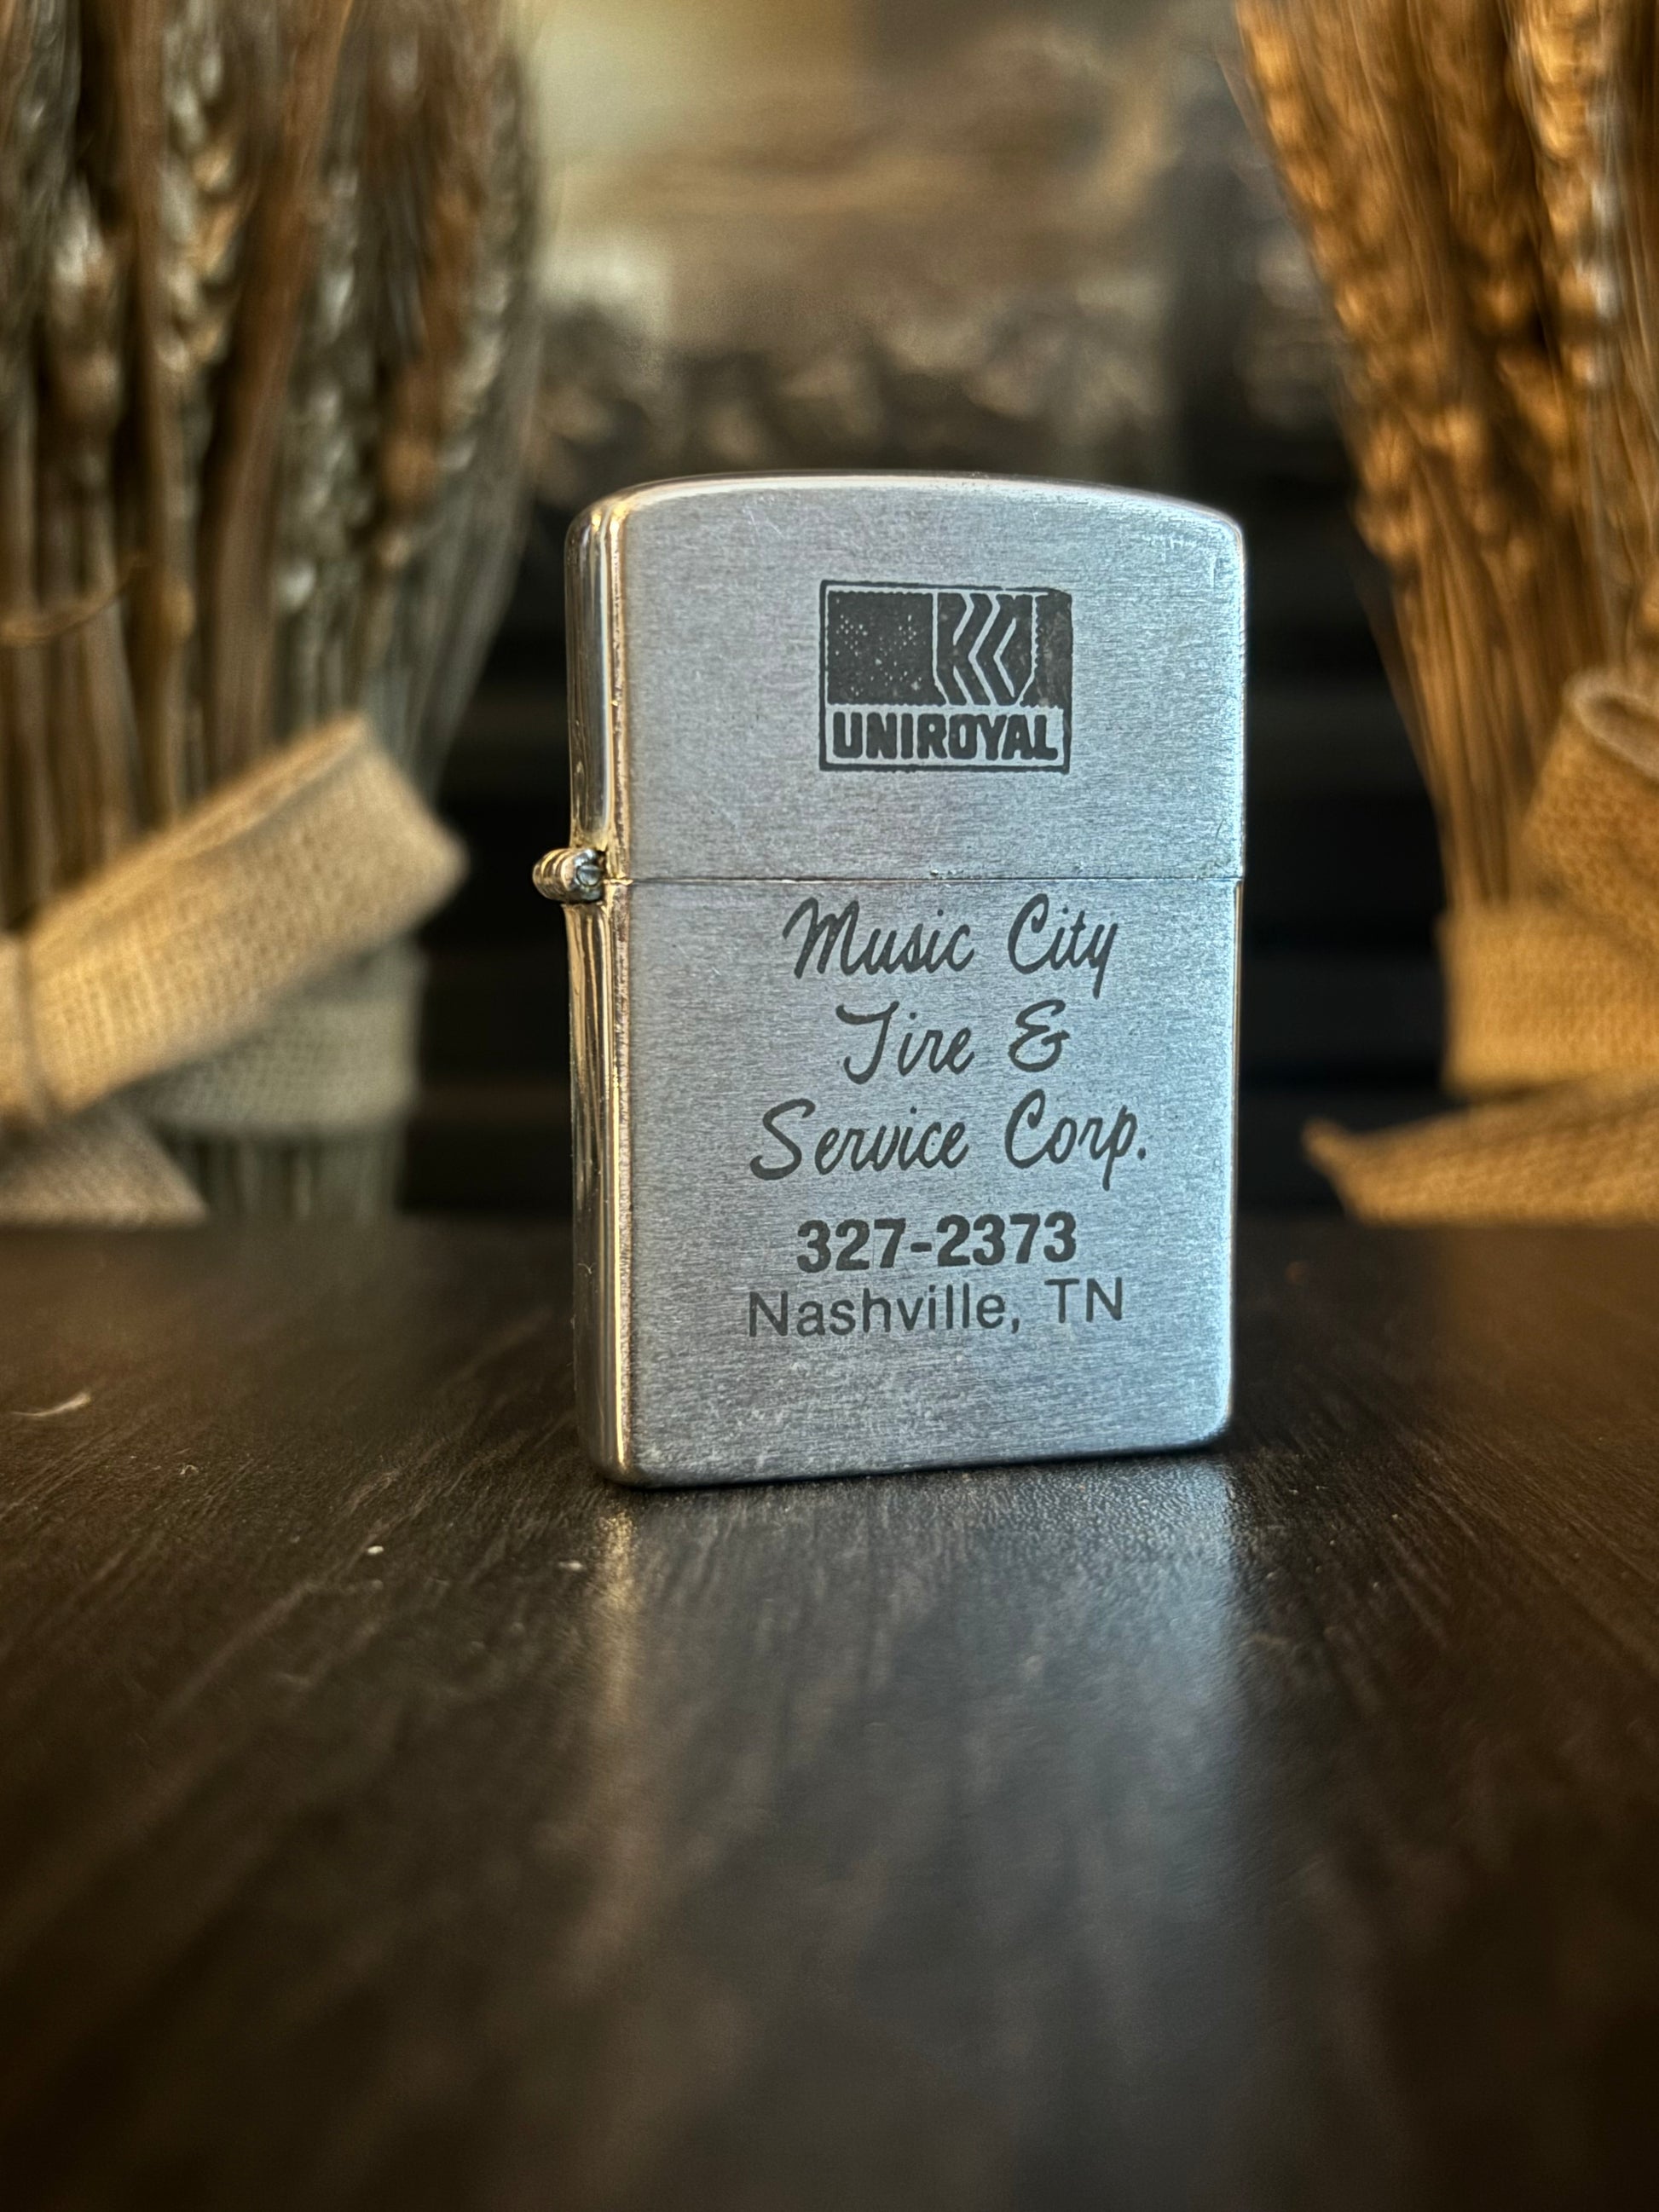 UNIROYAL
Music City
Tire &
Service Corp.
327-2373
Nashville, TN